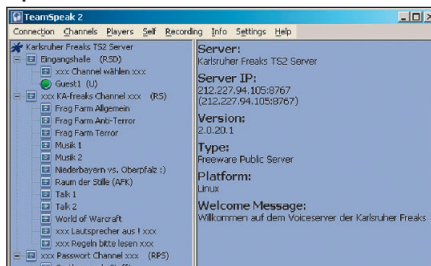 TeamSpeak 2
Connection Channels Players Self Recording Info Settings Help
Karlsruher Freaks TS2 Server
Eingangshalle (RSD)
xxx Channel wählen xxx
Guest1 (U)
xxx KA-freaks Channel xxx (RS)
Frag Farm Allgemein
Frag Farm Anti-Terror
Frag Farm Terror
Musik 1
Musik 2
Niederbayern vs. Oberpfalz :)
Raum der Stille (AFK)
Talk 1
Talk 2
World of Warcraft
xxx Lautsprecher aus ! xxx
xxx Regeln bitte lesen xxx
xxx Passwort Channel xxx (RPS)
Server:
Karlsruher Freaks TS2 Server
Server IP:
212.227.94.105:8767
(212.227.94.105:8767)
Version:
2.0.20.1
Type:
Freeware Public Server
Platform:
Linux
Welcome Message:
Willkommen auf dem Voiceserver der Karlsruher Freaks